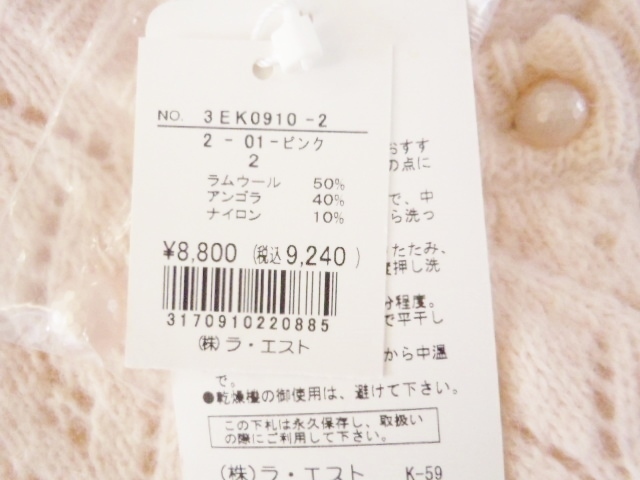 NO. 3EK0910-2
2-01-ピンク
2
ラムウール 50%
アンゴラ 40%
ナイロン 10%
¥8,800 (税込9,240)
3170910220885
(株)ラ・エスト
おすす
の点に
で、中
ら洗っ
りたたみ、
度押し洗
分程度。
で平干し
から中温
で。
●乾燥機の御使用は、避けて下さい。
この下札は永久保存し、取扱い
の際にご利用して下さい。
(株)ラ・エスト K-59